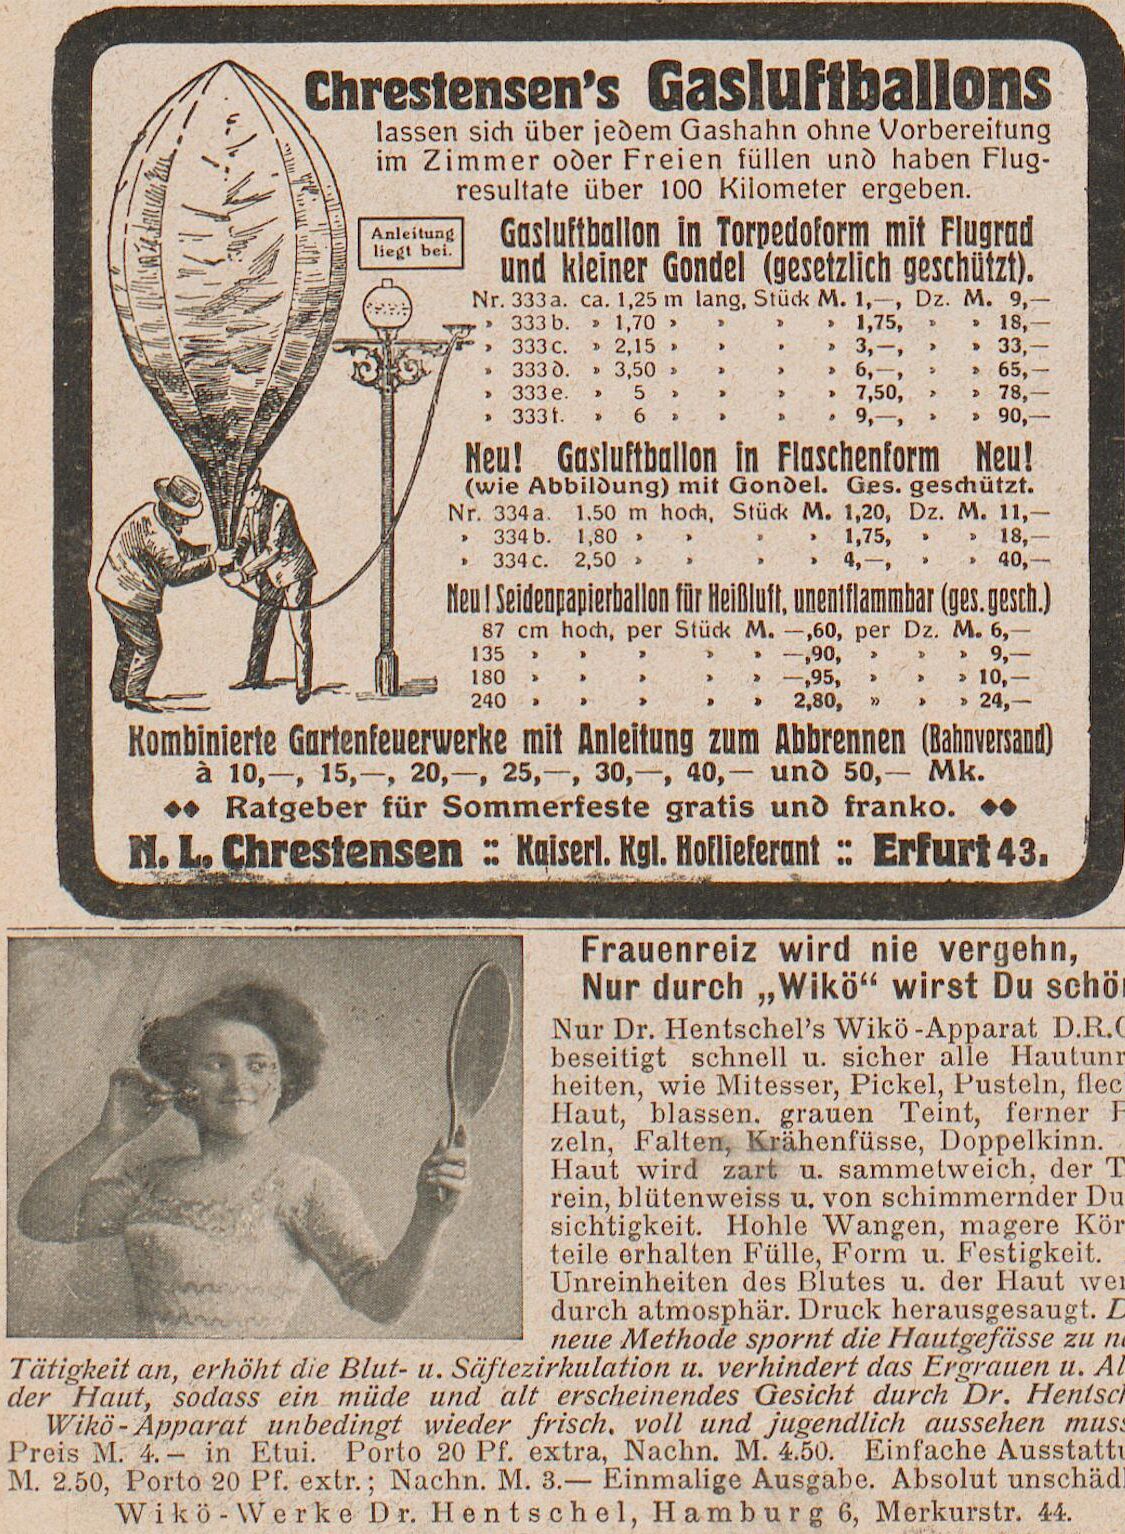 Chrestensen's Gasluftballons
lassen sich über jedem Gashahn ohne Vorbereitung
im Zimmer oder Freien füllen und haben Flug-
resultate über 100 Kilometer ergeben.
Anleitung
liegt bei.
Gasluftballon in Torpedoform mit Flugrad
und kleiner Gondel (gesetzlich geschützt).
Nr. 333a. ca. 1,25 m lang, Stück M. 1,—, Dz. M. 9,—
» 333b. » 1,70 » » » » 1,75, » » 18,—
» 333c. » 2,15 » » » » 3,—, » » 33,—
» 333d. » 3,50 » » » » 6,—, » » 65,—
» 333e. » 5 » » » » 7,50, » » 78,—
» 333f. » 6 » » » » 9,—, » » 90,—
Neu! Gasluftballon in Flaschenform Neu!
(wie Abbildung) mit Gondel. Ges. geschützt.
Nr. 334a. 1.50 m hoch, Stück M. 1,20, Dz. M. 11,—
» 334b. 1,80 » » » » 1,75, » » 18,—
» 334c. 2,50 » » » » 4,—, » » 40,—
Neu! Seidenpapierballon für Heißluft, unentflammbar (ges. gesch.)
87 cm hoch, per Stück M. —,60, per Dz. M. 6,—
135 » » » » » —,90, » » » 9,—
180 » » » » » —,95, » » » 10,—
240 » » » » » 2,80, » » » 24,—
Kombinierte Gartenfeuerwerke mit Anleitung zum Abbrennen (Bahnversand)
à 10,—, 15,—, 20,—, 25,—, 30,—, 40,— und 50,— Mk.
◆◆ Ratgeber für Sommerfeste gratis und franko. ◆◆
N. L. Chrestensen :: Kaiserl. Kgl. Hoflieferant :: Erfurt 43.
Frauenreiz wird nie vergehn,
Nur durch „Wikö“ wirst Du schö
Nur Dr. Hentschel's Wikö-Apparat D.R.G
beseitigt schnell u. sicher alle Hautunr
heiten, wie Mitesser, Pickel, Pusteln, flec
Haut, blassen. grauen Teint, ferner
zeln, Falten, Krähenfüsse, Doppelkinn.
Haut wird zart u. sammetweich, der T
rein, blütenweiss u. von schimmernder Du
sichtigkeit. Hohle Wangen, magere Kör
teile erhalten Fülle, Form u. Festigkeit.
Unreinheiten des Blutes u. der Haut wer
durch atmosphär. Druck herausgesaugt. D
neue Methode spornt die Hautgefässe zu ne
Tätigkeit an, erhöht die Blut- u. Säftezirkulation u. verhindert das Ergrauen u. Al
der Haut, sodass ein müde und alt erscheinendes Gesicht durch Dr. Hentsch
Wikö-Apparat unbedingt wieder frisch, voll und jugendlich aussehen muss
Preis M. 4.— in Etui. Porto 20 Pf. extra, Nachn. M. 4.50. Einfache Ausstattu
M. 2.50, Porto 20 Pf. extr.; Nachn. M. 3.— Einmalige Ausgabe. Absolut unschädl
Wikö-Werke Dr. Hentschel, Hamburg 6, Merkurstr. 44.